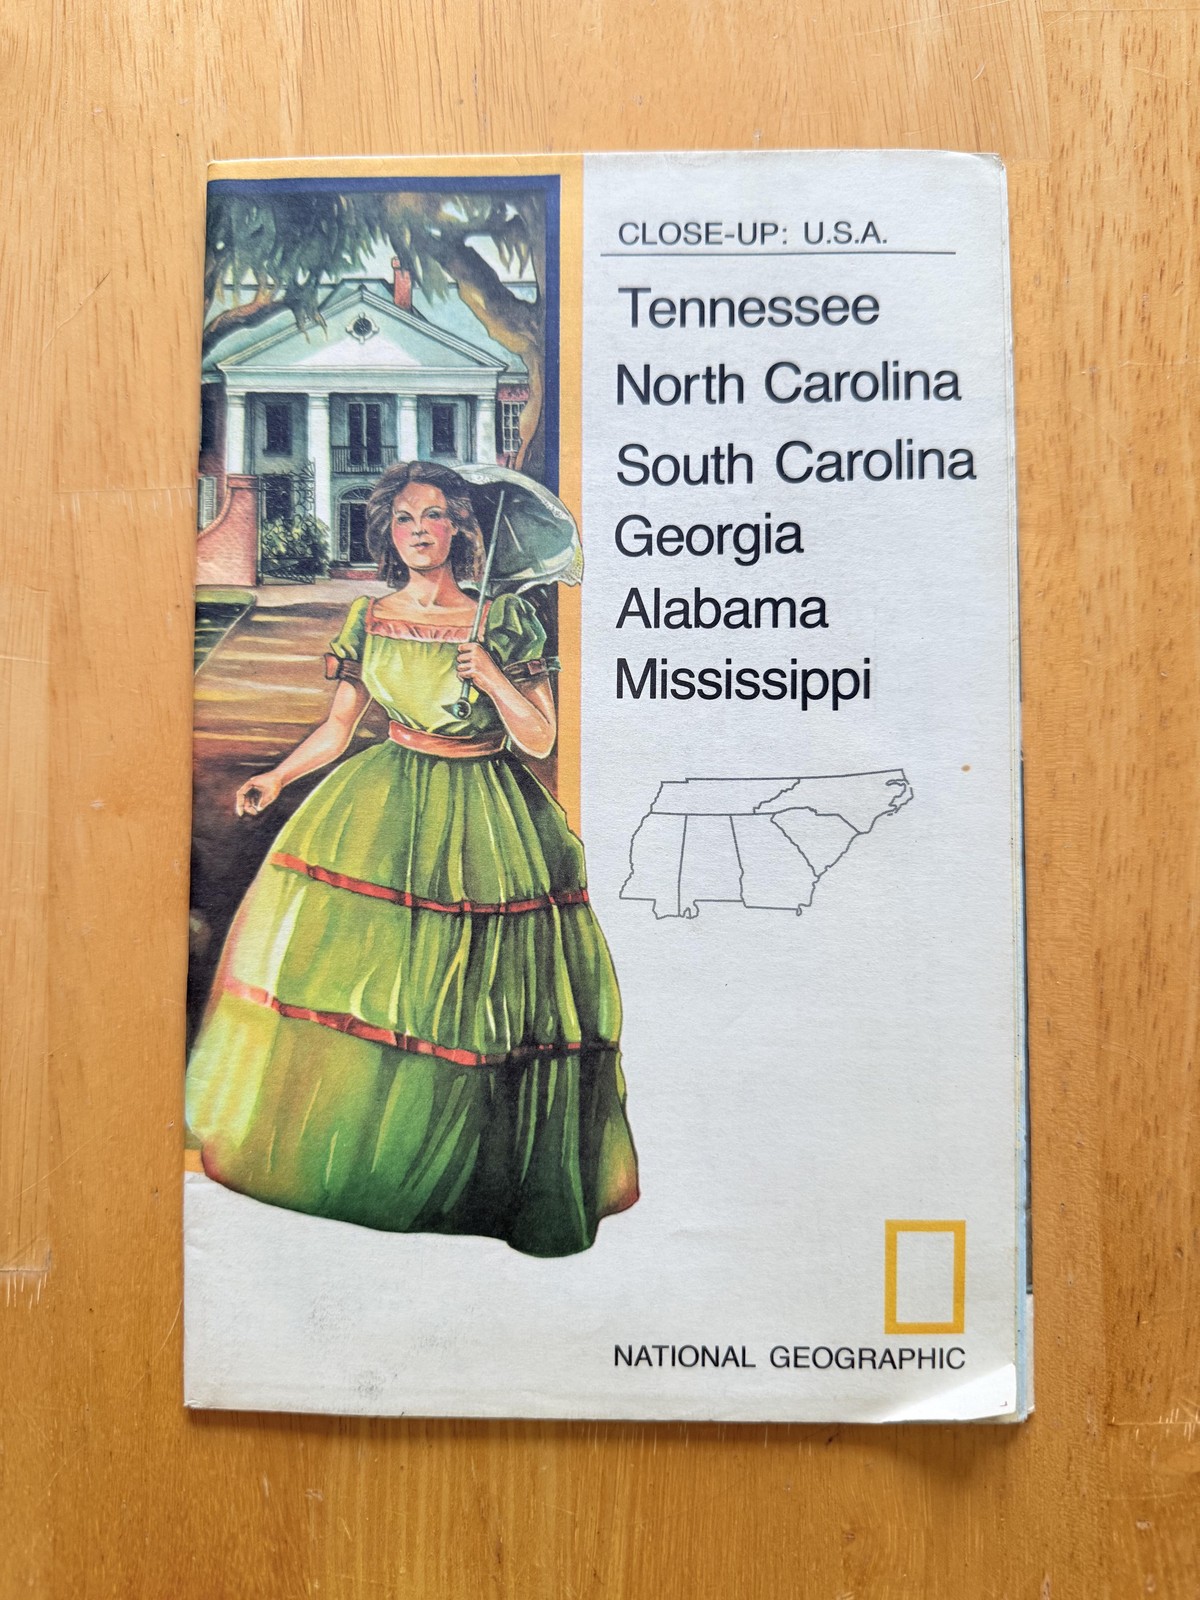 CLOSE-UP: U.S.A.
Tennessee
North Carolina
South Carolina
Georgia
Alabama
Mississippi
NATIONAL GEOGRAPHIC